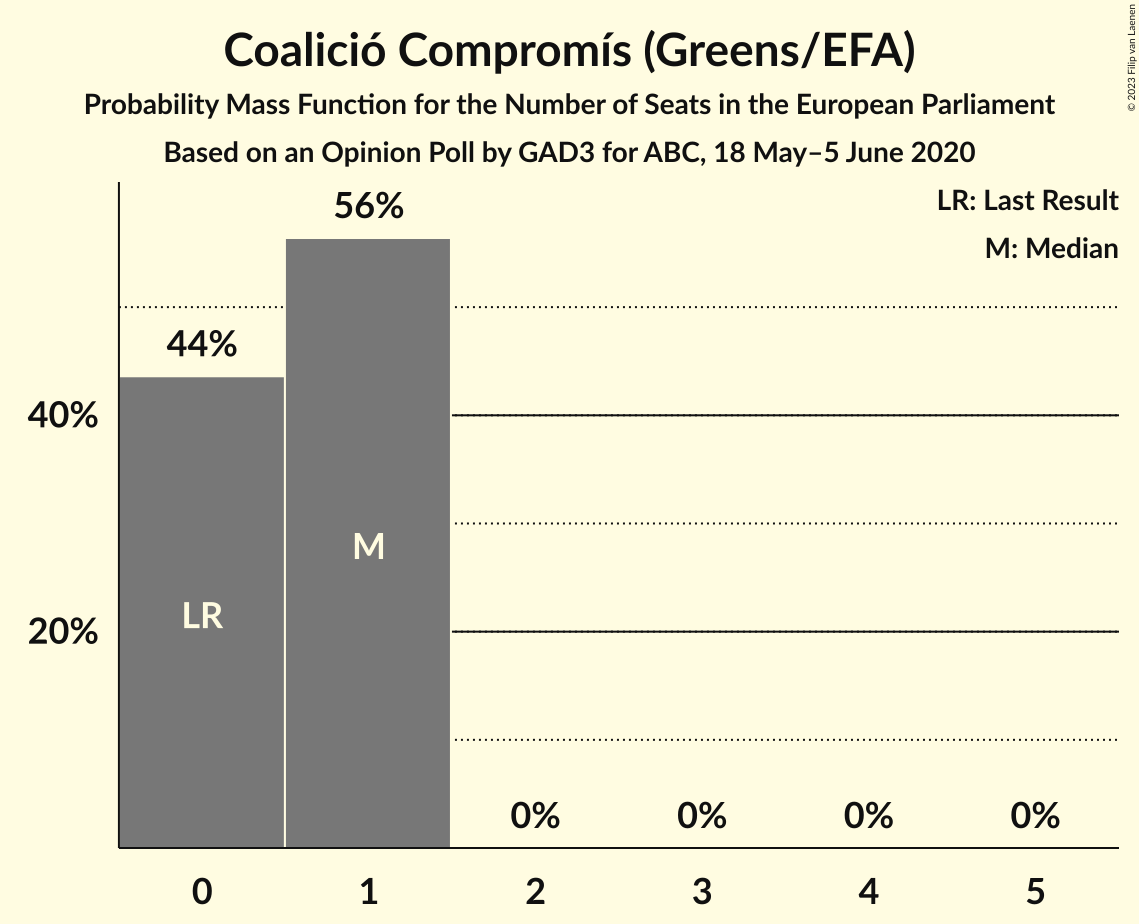 Coalició Compromís (Greens/EFA)
Probability Mass Function for the Number of Seats in the European Parliament
Based on an Opinion Poll by GAD3 for ABC, 18 May–5 June 2020
© 2023 Filip van Laenen
LR: Last Result
M: Median
56%
44%
40%
M
LR
20%
0% 0% 0% 0%
0 1 2 3 4 5